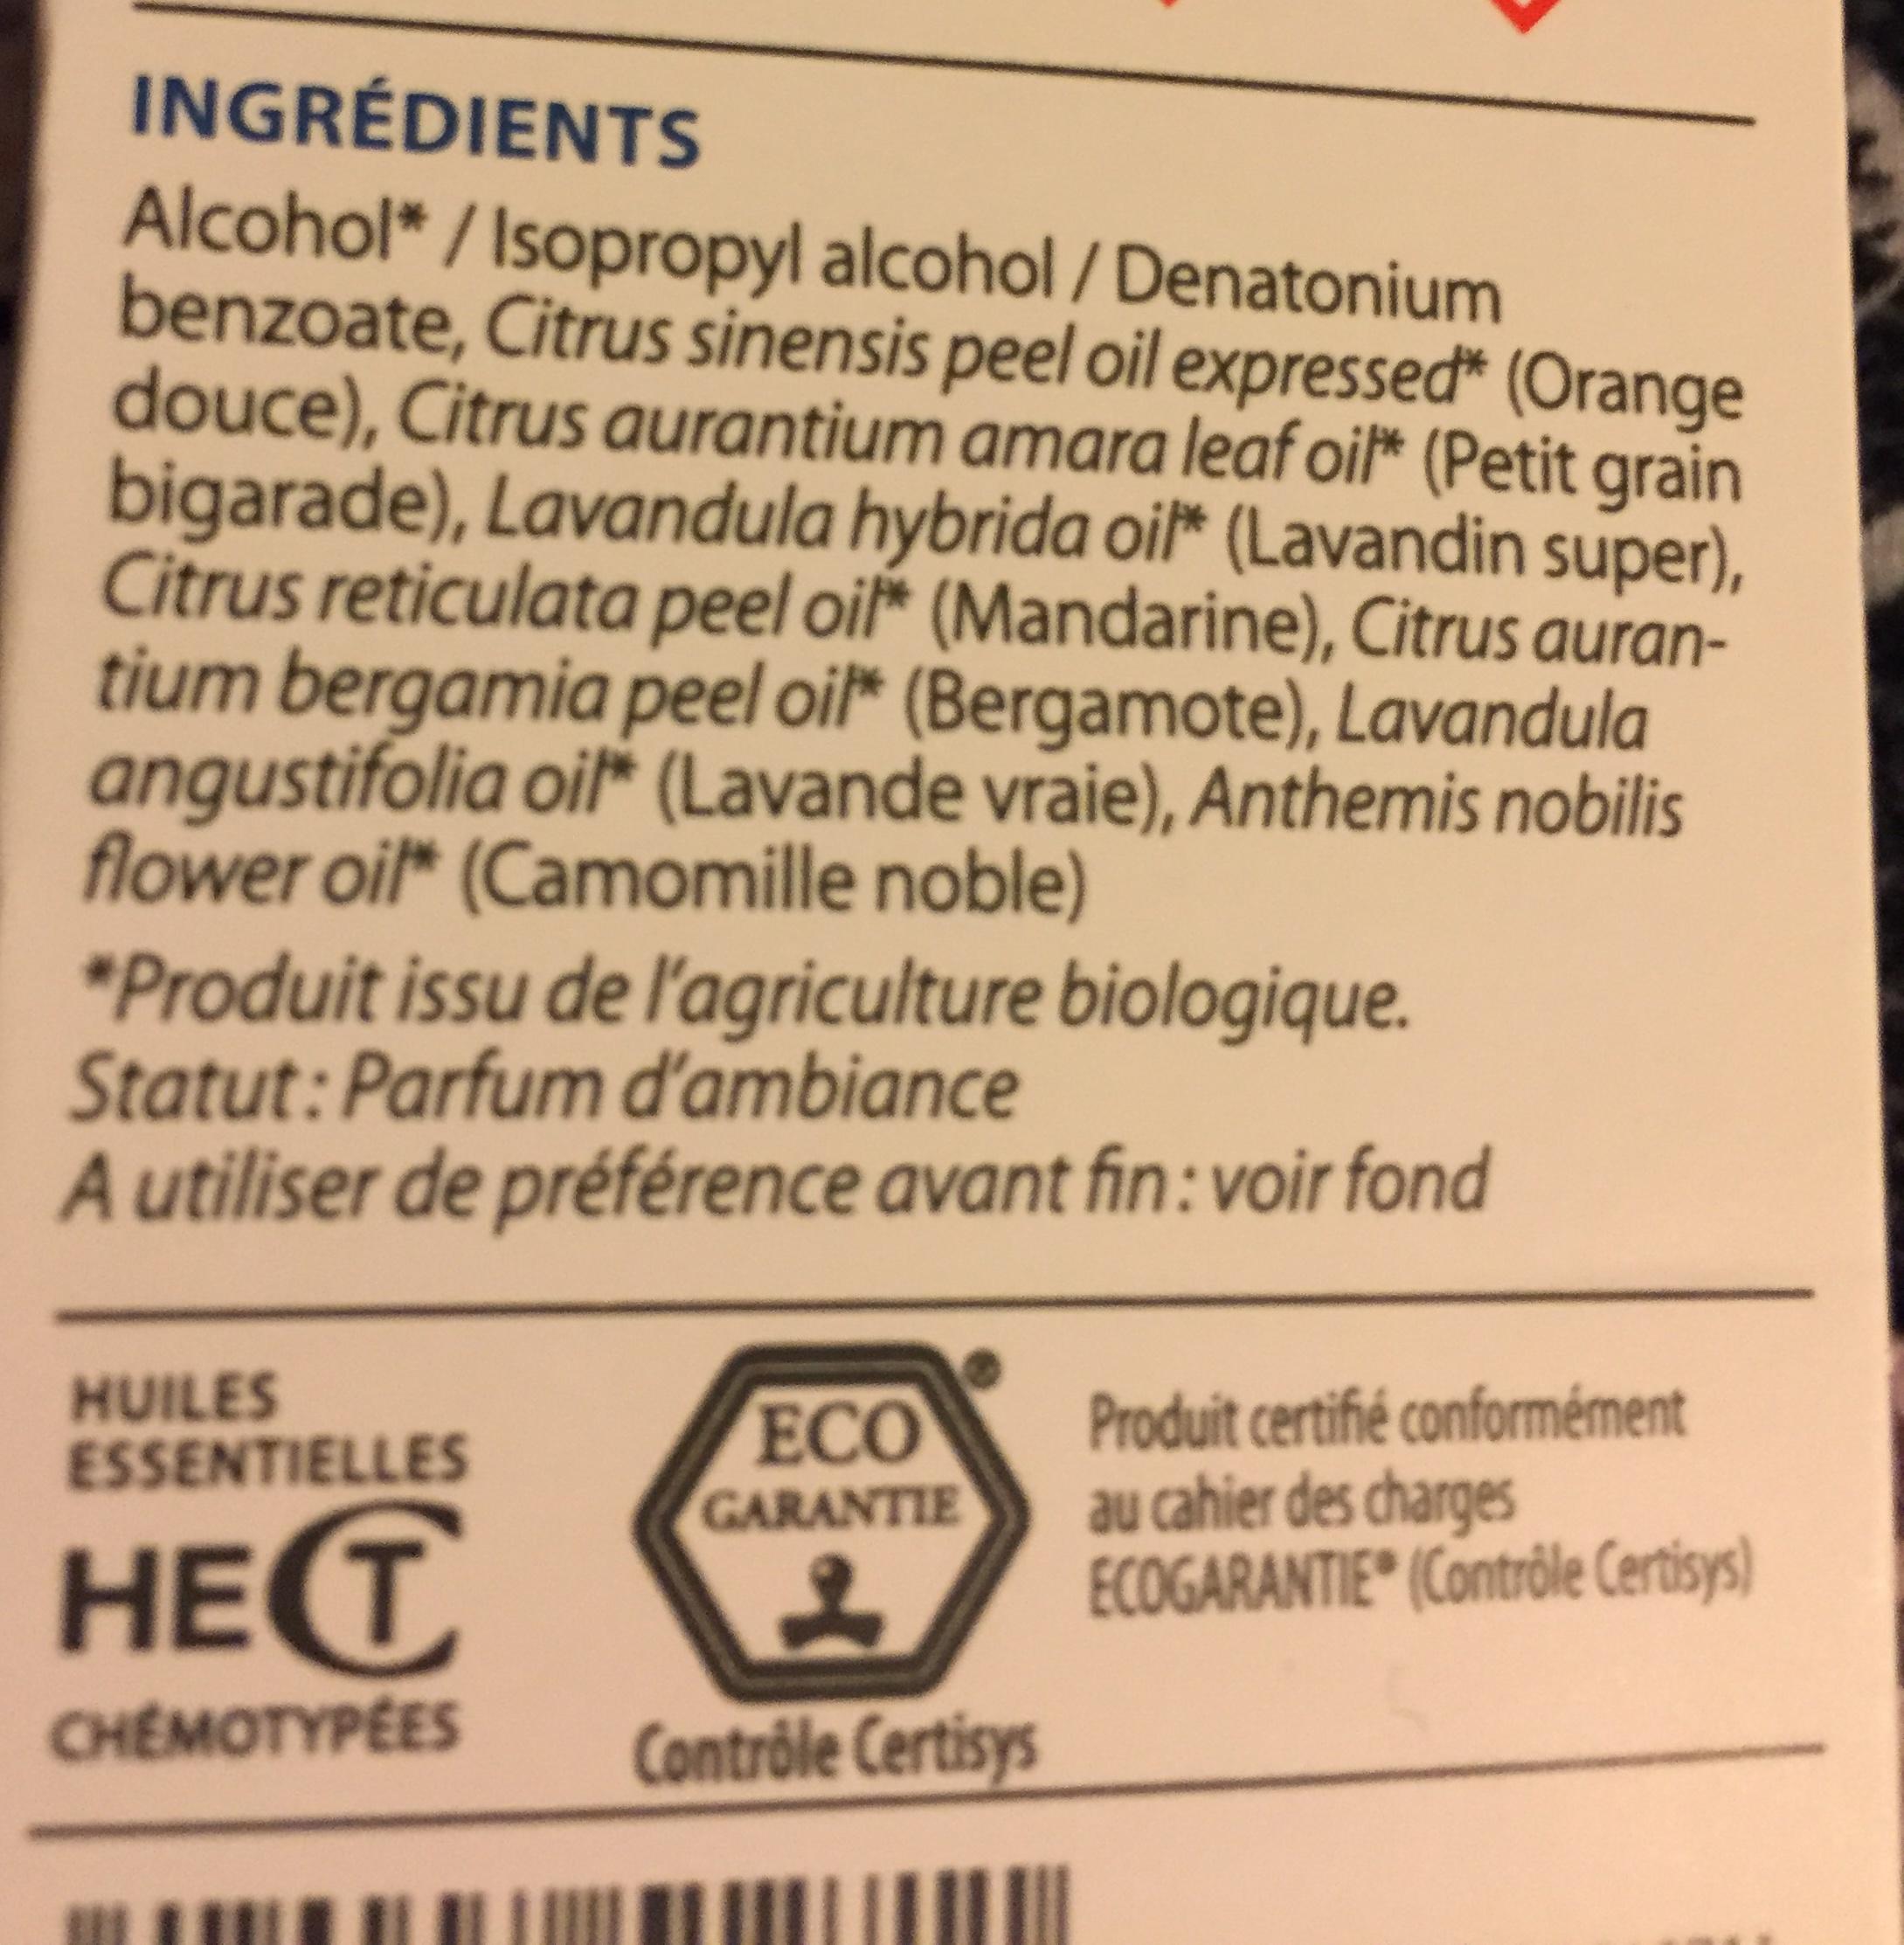 INGRÉDIENTS
Alcohol* / Isopropyl alcohol / Denatonium
benzoate, Citrus sinensis peel oil expressed* (Orange
douce), Citrus aurantium amara leaf oil* (Petit grain
bigarade), Lavandula hybrida oil* (Lavandin super),
Citrus reticulata peel oil* (Mandarine), Citrus auran-
tium bergamia peel oil* (Bergamote), Lavandula
angustifolia oil* (Lavande vraie), Anthemis nobilis
flower oil* (Camomille noble)
*Produit issu de l'agriculture biologique.
Statut : Parfum d'ambiance
A utiliser de préférence avant fin : voir fond
HUILES
ESSENTIELLES
HECT
CHÉMOTYPÉES
ECO
GARANTIE
®
Contrôle Certisys
Produit certifié conformément
au cahier des charges
ECOGARANTIE® (Contrôle Certisys)